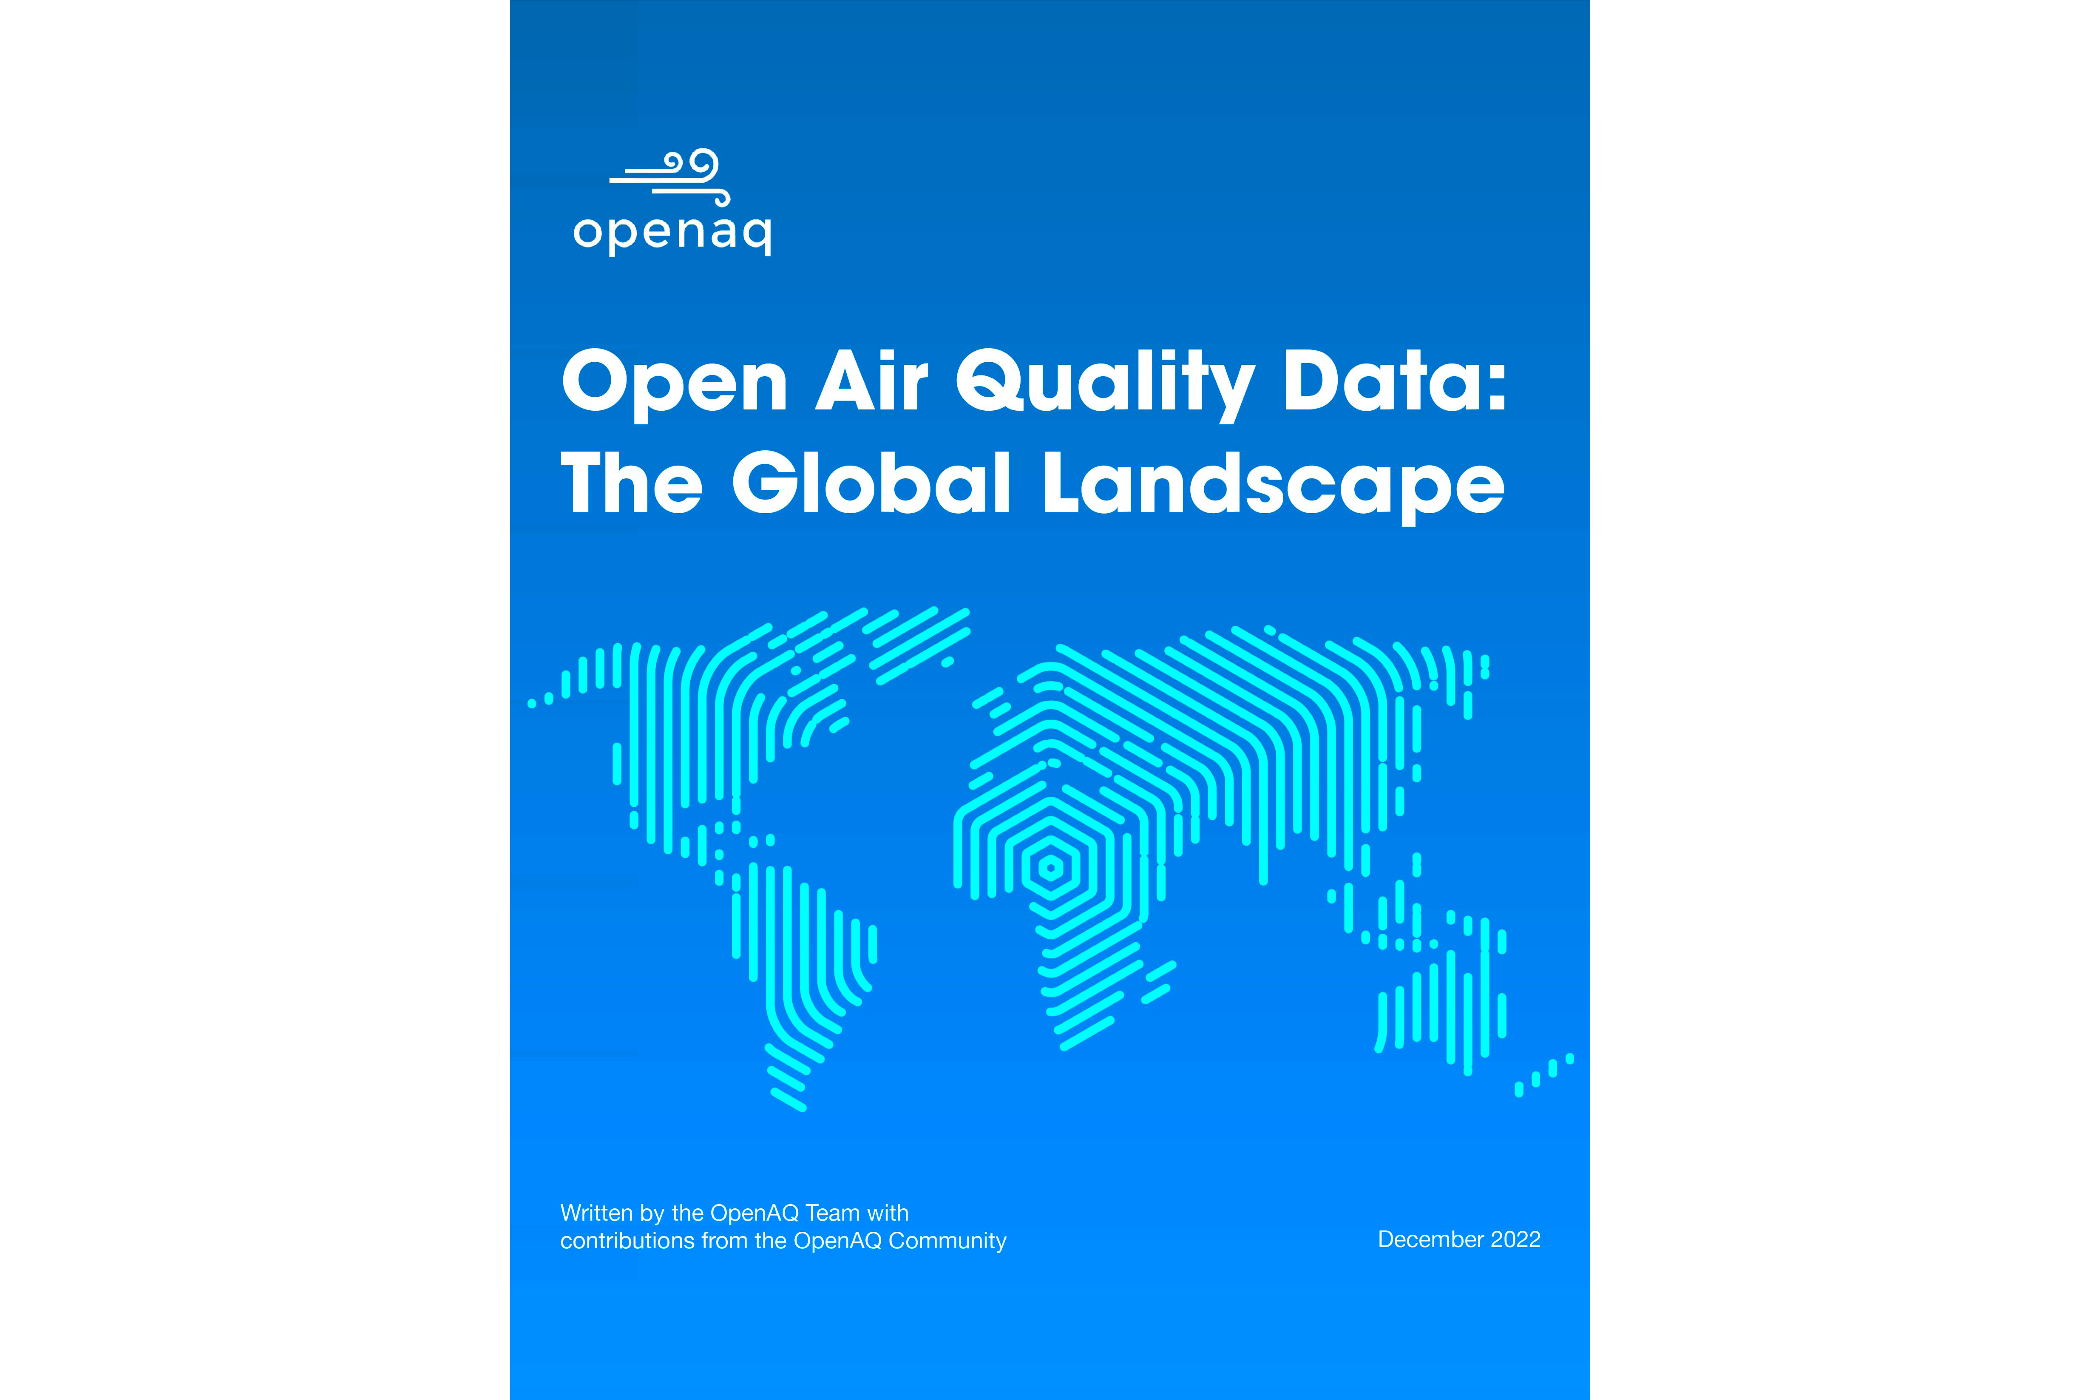 openaq
Open Air Quality Data:
The Global Landscape
Written by the OpenAQ Team with
contributions from the OpenAQ Community
December 2022